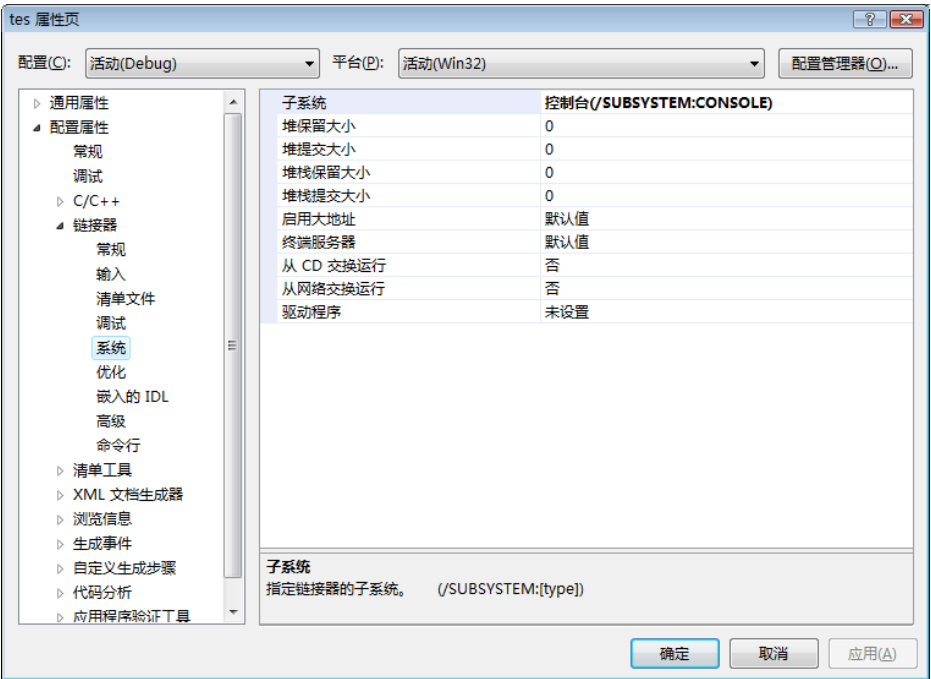 tes 属性页
配置(C): 活动(Debug) 平台(P): 活动(Win32) 配置管理器(O)...
通用属性
配置属性
常规
调试
C/C++
链接器
常规
输入
清单文件
调试
系统
优化
嵌入的 IDL
高级
命令行
清单工具
XML 文档生成器
浏览信息
生成事件
自定义生成步骤
代码分析
应用程序验证工具
子系统 控制台(/SUBSYSTEM:CONSOLE)
堆保留大小 0
堆提交大小 0
堆栈保留大小 0
堆栈提交大小 0
启用大地址 默认值
终端服务器 默认值
从 CD 交换运行 否
从网络交换运行 否
驱动程序 未设置
子系统
指定链接器的子系统。 (/SUBSYSTEM:[type])
确定 取消 应用(A)